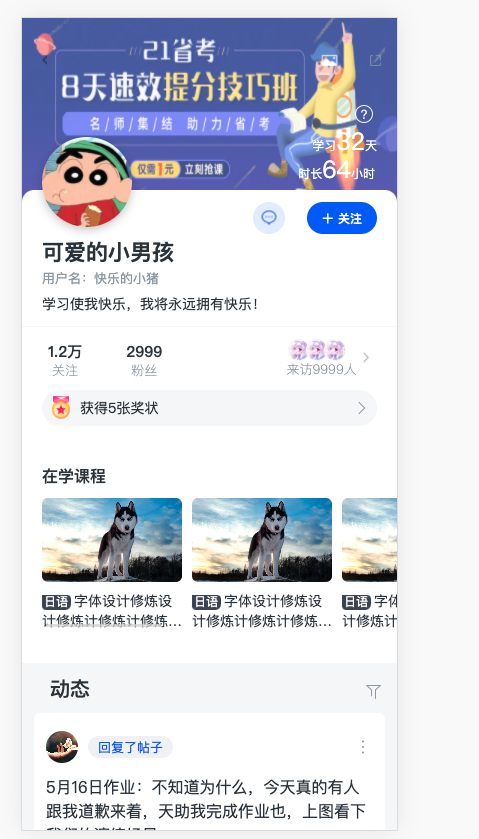 21省考
8天速效提分技巧班
名/师/集/结 助/力/省/考
仅需1元 立刻抢课
?
学习32天
时长64小时
+ 关注
可爱的小男孩
用户名：快乐的小猪
学习使我快乐，我将永远拥有快乐！
1.2万 2999
关注 粉丝 来访9999人
获得5张奖状
在学课程
日语 字体设计修炼设计修炼计修炼计修炼…
日语 字体设计修炼设计修炼计修炼计修炼…
日语 字体
计修炼
动态
回复了帖子
5月16日作业：不知道为什么，今天真的有人
跟我道歉来着，天助我完成作业也，上图看下